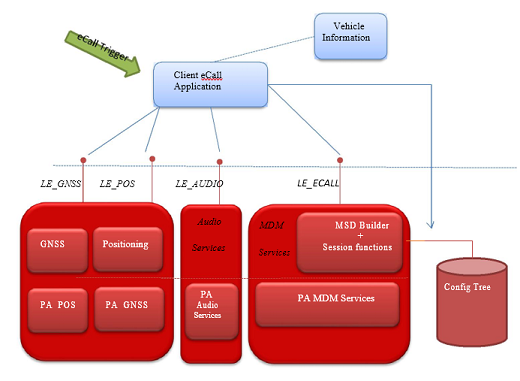 Vehicle
Information
eCall Trigger
Client eCall
Application
LE_GNSS
LE_POS
LE_AUDIO
LE_ECALL
GNSS
Positioning
PA POS
PA GNSS
Audio
Services
PA
Audio
Services
MDM
Services
MSD Builder
+
Session functions
PA MDM Services
Config Tree